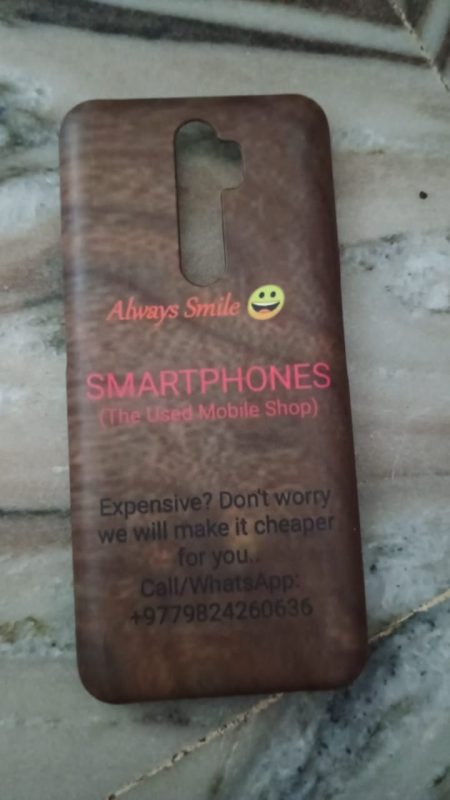 Always Smile 😀
SMARTPHONES
(The Used Mobile Shop)
Expensive? Don't worry
we will make it cheaper
for you..
Call/WhatsApp:
+9779824260636